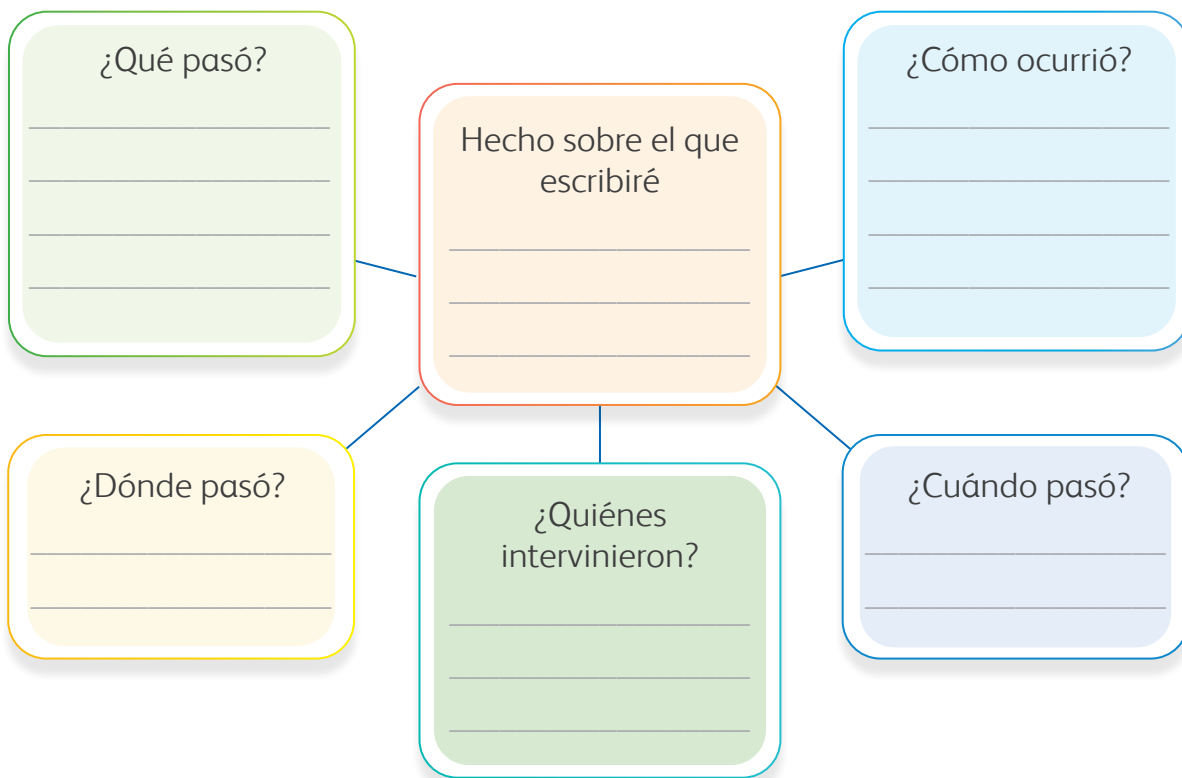 ¿Qué pasó?
Hecho sobre el que
escribiré
¿Cómo ocurrió?
¿Dónde pasó?
¿Quiénes
intervinieron?
¿Cuándo pasó?